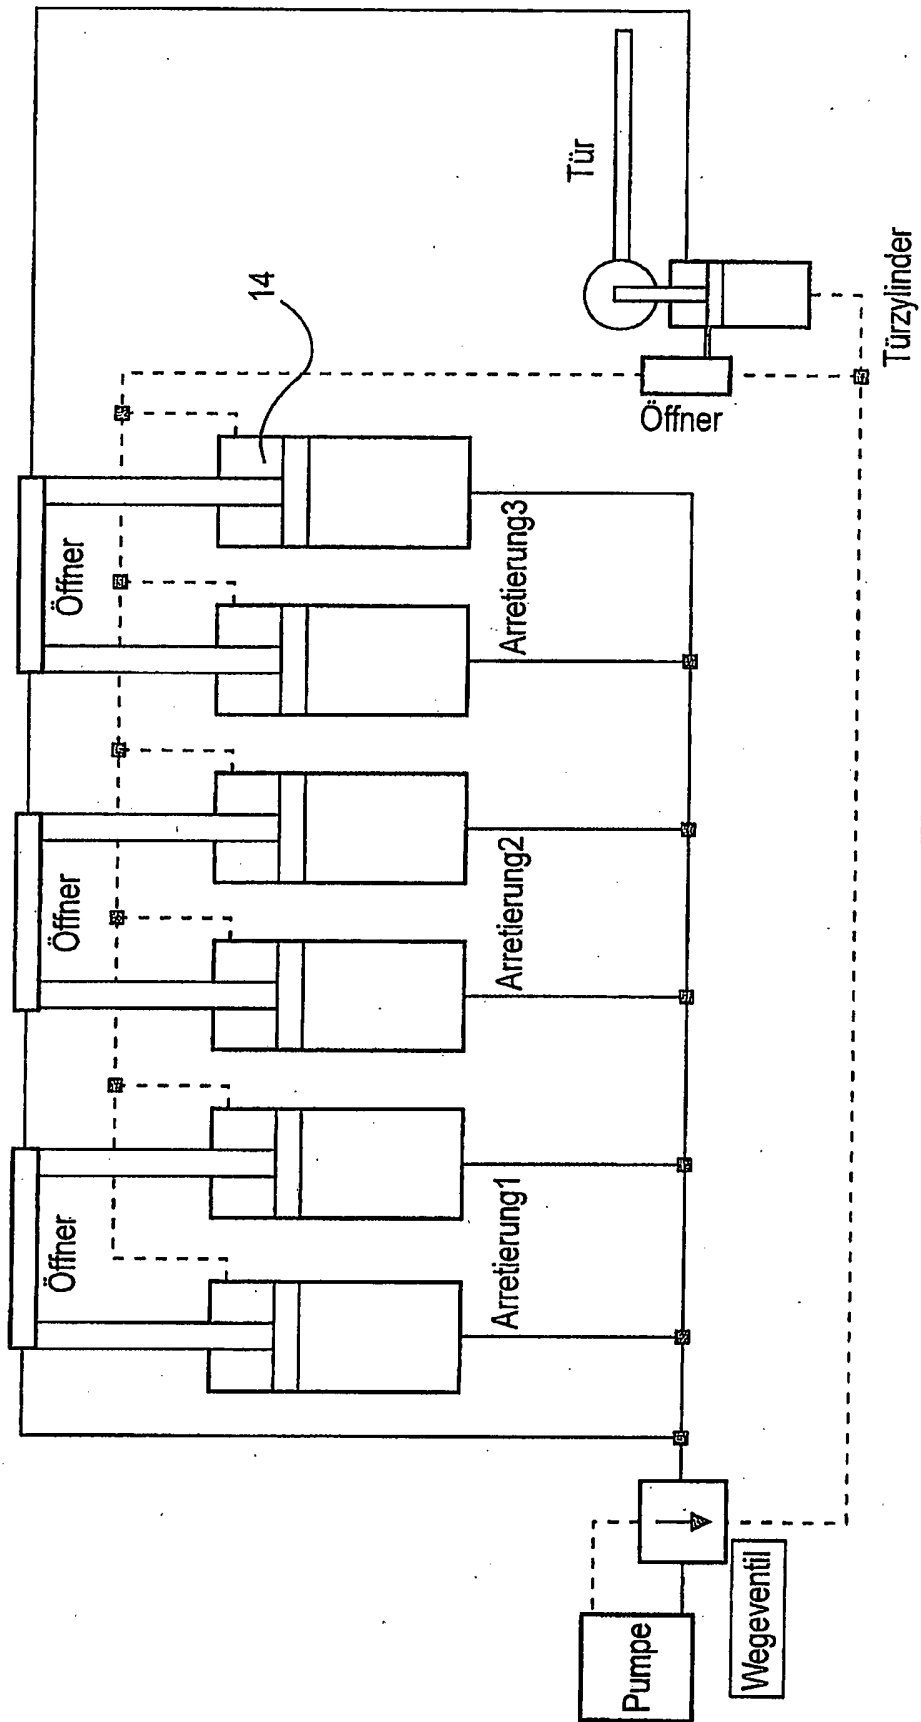 Öffner
Öffner
Öffner
14
Tür
Arretierung1
Arretierung2
Arretierung3
Öffner
Türzylinder
Pumpe
Wegeventil